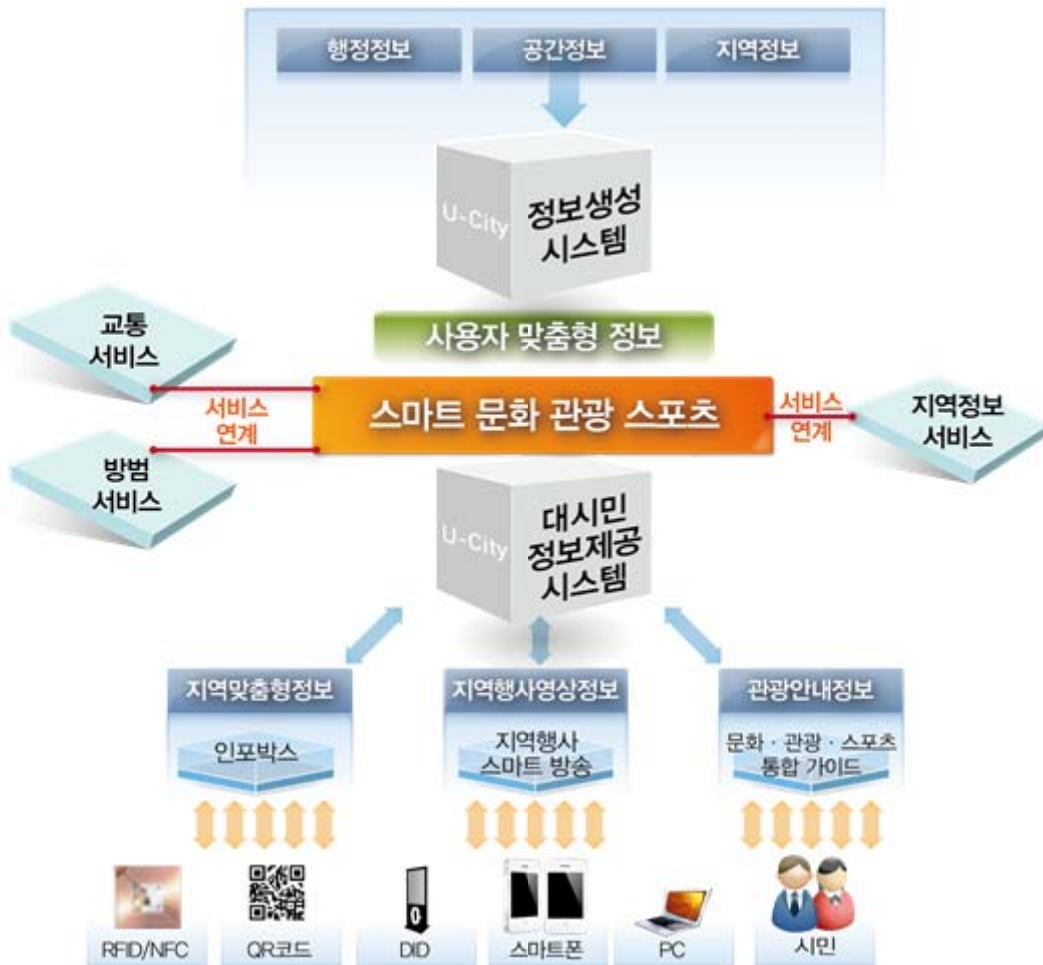 행정정보
공간정보
지역정보
U-City
정보생성
시스템
사용자 맞춤형 정보
교통
서비스
스마트 문화 관광 스포츠
서비스
연계
서비스
연계
지역정보
서비스
방범
서비스
U-City
대시민
정보제공
시스템
지역맞춤형정보
지역행사영상정보
관광안내정보
인포박스
지역행사
스마트 방송
문화 · 관광 · 스포츠
통합 가이드
RFID/NFC
QR코드
DID
스마트폰
PC
시민